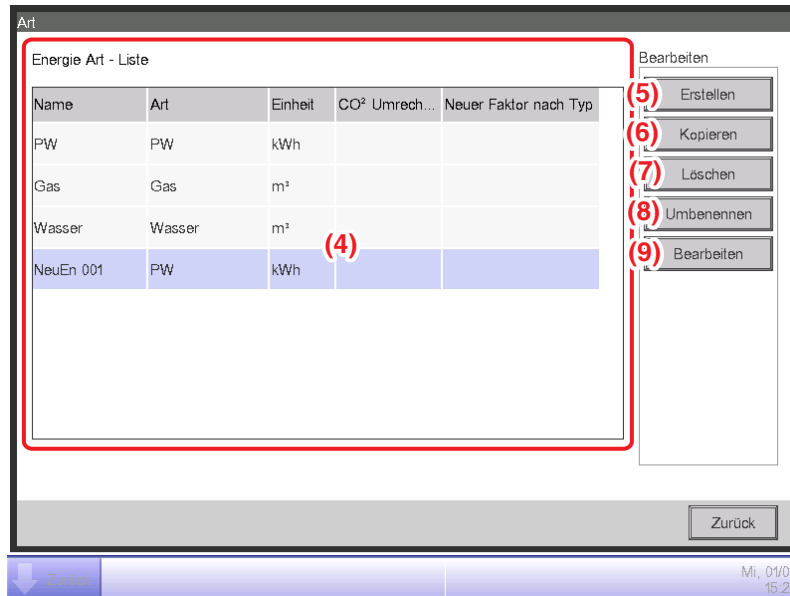 Art
Energie Art - Liste
Bearbeiten
Name Art Einheit CO² Umrech... Neuer Faktor nach Typ
PW PW kWh
Gas Gas m³
Wasser Wasser m³
NeuEn 001 PW kWh
(4)
(5) Erstellen
(6) Kopieren
(7) Löschen
(8) Umbenennen
(9) Bearbeiten
Zurück
Zurück
Mi, 01/0
15:2